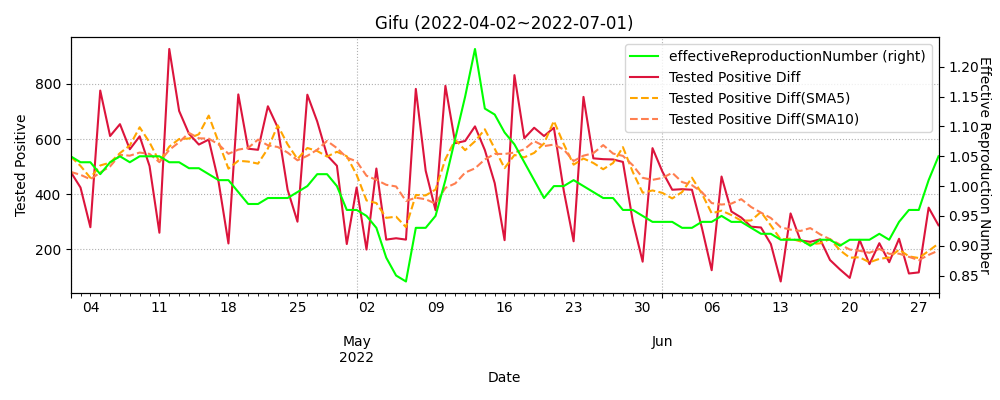 Gifu (2022-04-02~2022-07-01)
effectiveReproductionNumber (right)
Tested Positive Diff
Tested Positive Diff(SMA5)
Tested Positive Diff(SMA10)
Tested Positive
800
600
400
200
1.20
1.15
1.10
1.05
1.00
0.95
0.90
0.85
Effective Reproduction Number
04 11 18 25 02 09 16 23 30 06 13 20 27
May Jun
2022
Date